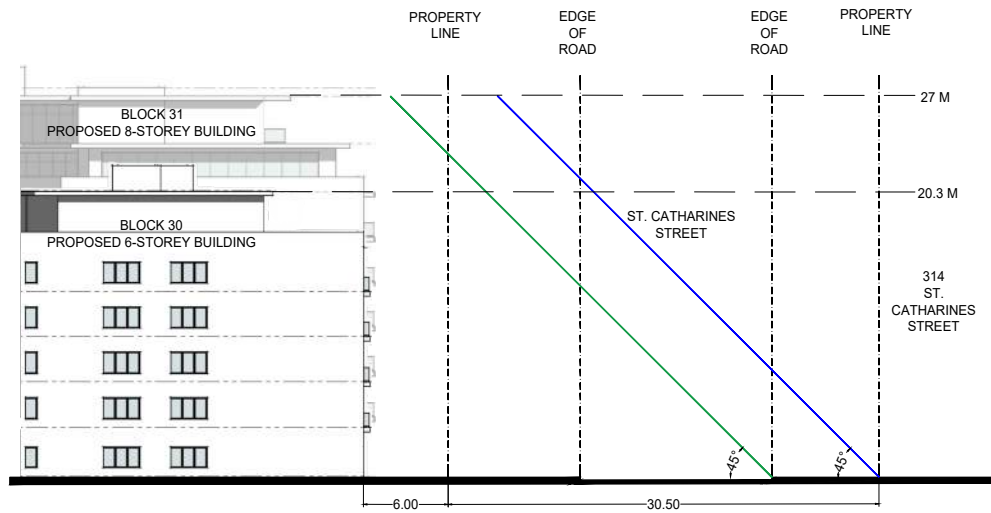 PROPERTY
LINE
EDGE
OF
ROAD
EDGE
OF
ROAD
PROPERTY
LINE
27 M
BLOCK 31
PROPOSED 8-STOREY BUILDING
20.3 M
ST. CATHARINES
STREET
BLOCK 30
PROPOSED 6-STOREY BUILDING
314
ST.
CATHARINES
STREET
45°
45°
6.00
30.50